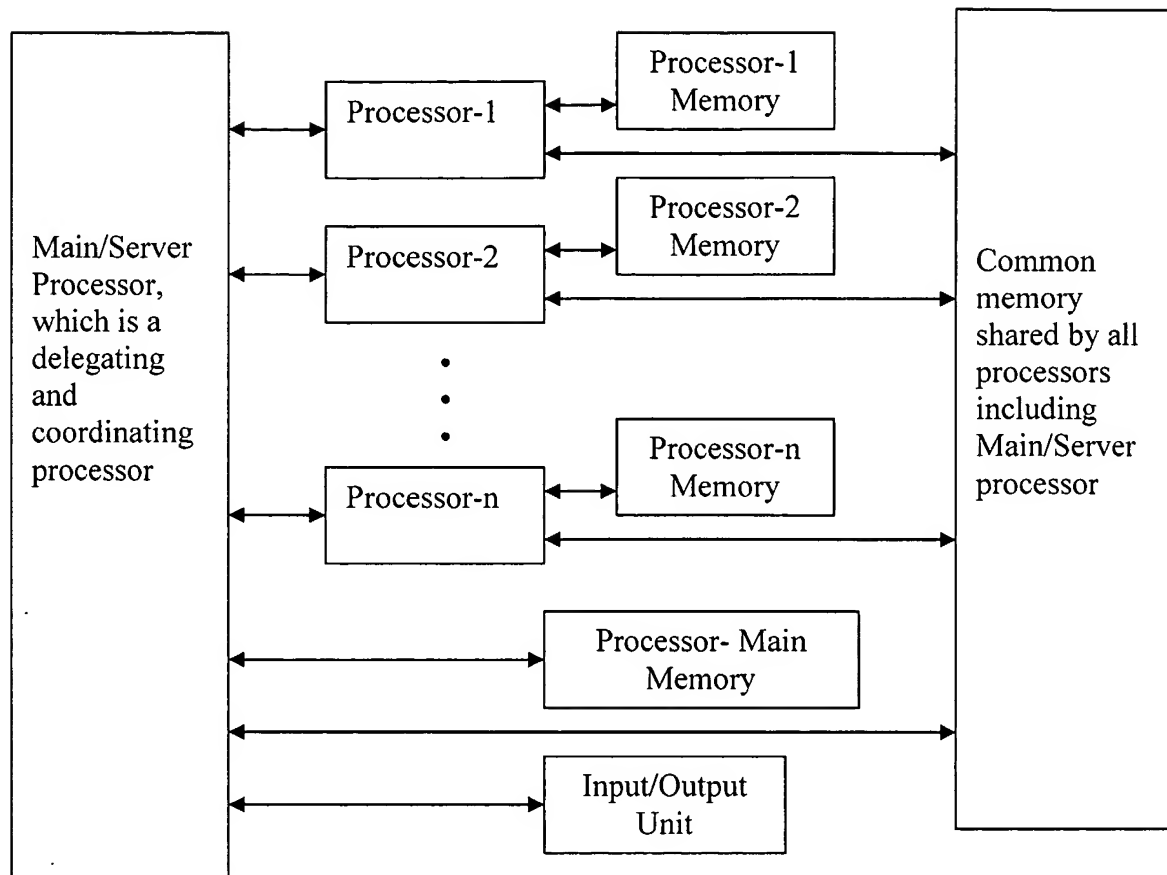 Main/Server
Processor,
which is a
delegating
and
coordinating
processor
Processor-1
Processor-1
Memory
Processor-2
Processor-2
Memory
Processor-n
Processor-n
Memory
Processor- Main
Memory
Input/Output
Unit
Common
memory
shared by all
processors
including
Main/Server
processor